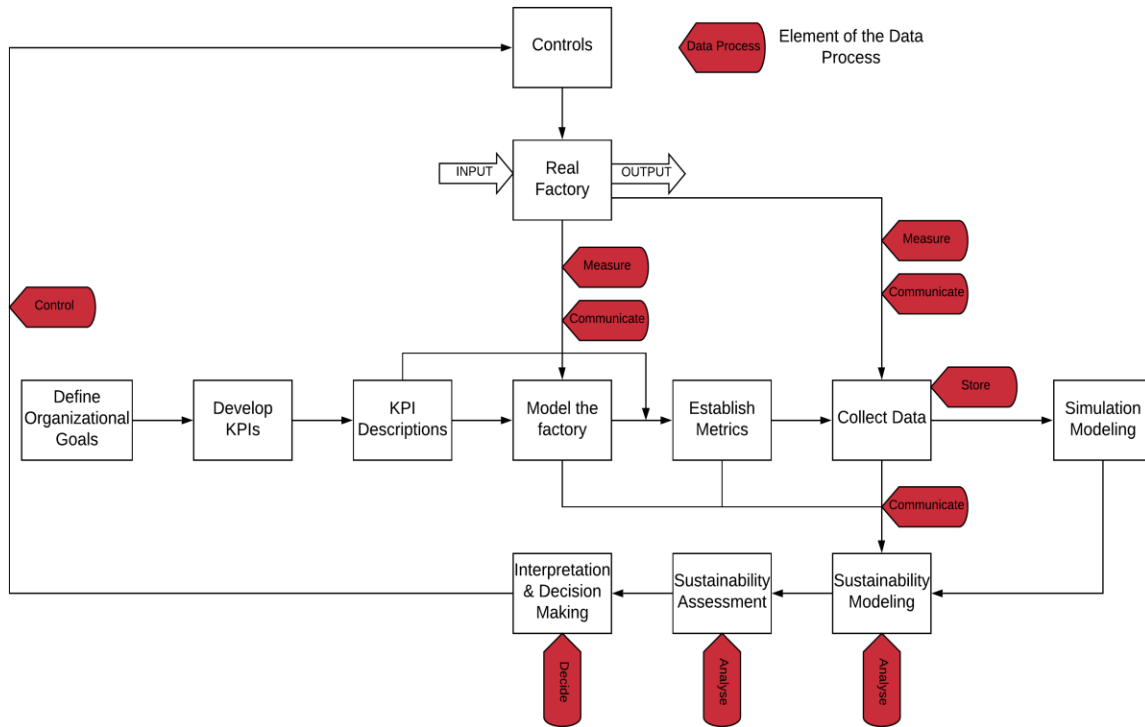 Controls
Data Process
Element of the Data
Process
INPUT
Real
Factory
OUTPUT
Measure
Measure
Communicate
Control
Communicate
Define
Organizational
Goals
Develop
KPIs
KPI
Descriptions
Model the
factory
Establish
Metrics
Collect Data
Store
Simulation
Modeling
Communicate
Interpretation
& Decision
Making
Sustainability
Assessment
Sustainability
Modeling
Decide
Analyse
Analyse